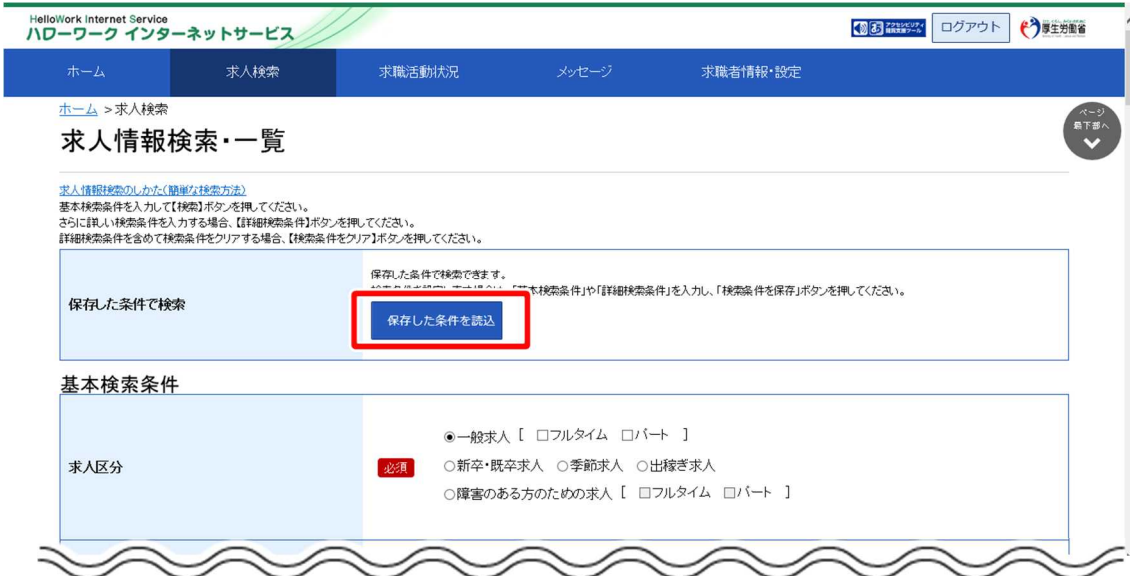 HelloWork Internet Service
ハローワーク インターネットサービス
ログアウト
厚生労働省
ホーム 求人検索 求職活動状況 メッセージ 求職者情報・設定
ホーム >求人検索
ページ
最下部へ
求人情報検索・一覧
求人情報検索のしかた(簡単な検索方法)
基本検索条件を入力して【検索】ボタンを押してください。
さらに詳しい検索条件を入力する場合、【詳細検索条件】ボタンを押してください。
詳細検索条件を含めて検索条件をクリアする場合、【検索条件をクリア】ボタンを押してください。
保存した条件で検索
保存した条件で検索できます。
「基本検索条件」や「詳細検索条件」を入力し、「検索条件を保存」ボタンを押してください。
保存した条件を読込
基本検索条件
求人区分
必須
一般求人 [ フルタイム パート ]
新卒・既卒求人 季節求人 出稼ぎ求人
障害のある方のための求人 [ フルタイム パート ]